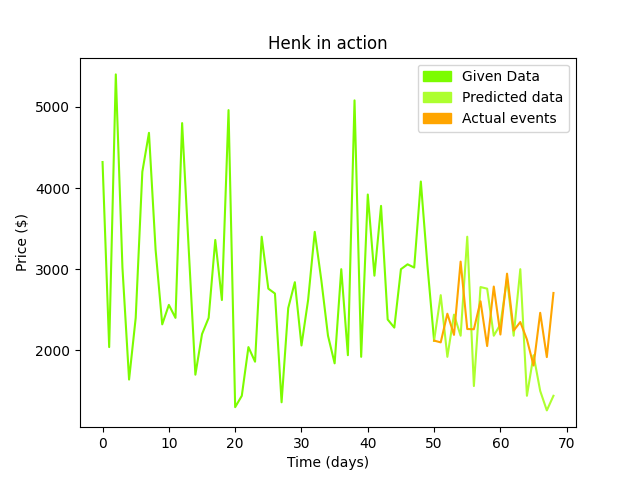 Henk in action
Given Data
Predicted data
Actual events
5000
4000
3000
2000
Price ($)
0 10 20 30 40 50 60 70
Time (days)